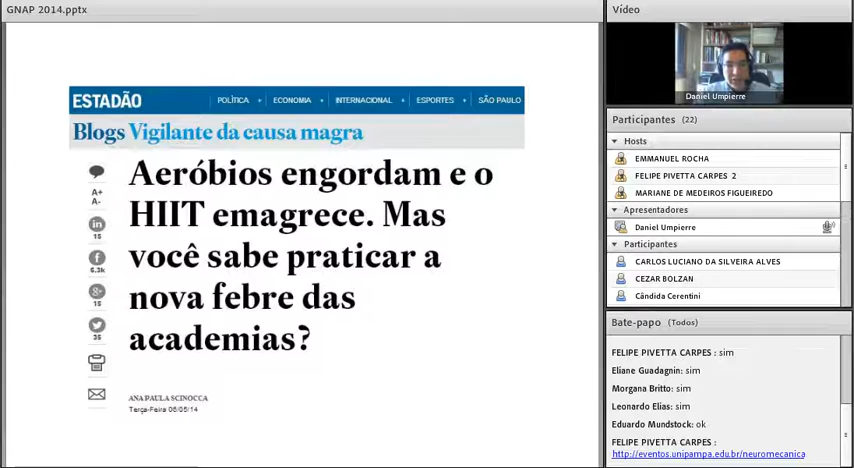 GNAP 2014.pptx
ESTADÃO
POLÍTICA
ECONOMIA
INTERNACIONAL
ESPORTES
SÃO PAULO
Blogs Vigilante da causa magra
Aeróbios engordam e o
HIIT emagrece. Mas
você sabe praticar a
nova febre das
academias?
A+
A-
in
15
f
6,3k
g+
15
35
ANA PAULA SCINOCCA
Terça-Feira 06/05/14
Vídeo
Daniel Umpierre
Participantes (22)
Hosts
EMMANUEL ROCHA
FELIPE PIVETTA CARPES 2
MARIANE DE MEDEIROS FIGUEIREDO
Apresentadores
Daniel Umpierre
Participantes
CARLOS LUCIANO DA SILVEIRA ALVES
CEZAR BOLZAN
Cândida Cerentini
Bate-papo (Todos)
FELIPE PIVETTA CARPES : sim
Eliane Guadagnin: sim
Morgana Britto: sim
Leonardo Elias: sim
Eduardo Mundstock: ok
FELIPE PIVETTA CARPES :
http://eventos.unipampa.edu.br/neuromecanica